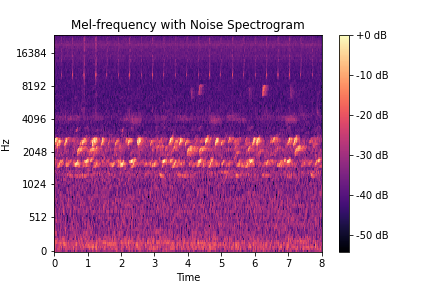 Mel-frequency with Noise Spectrogram
Hz
16384
8192
4096
2048
1024
512
0
0 1 2 3 4 5 6 7 8
Time
+0 dB
-10 dB
-20 dB
-30 dB
-40 dB
-50 dB